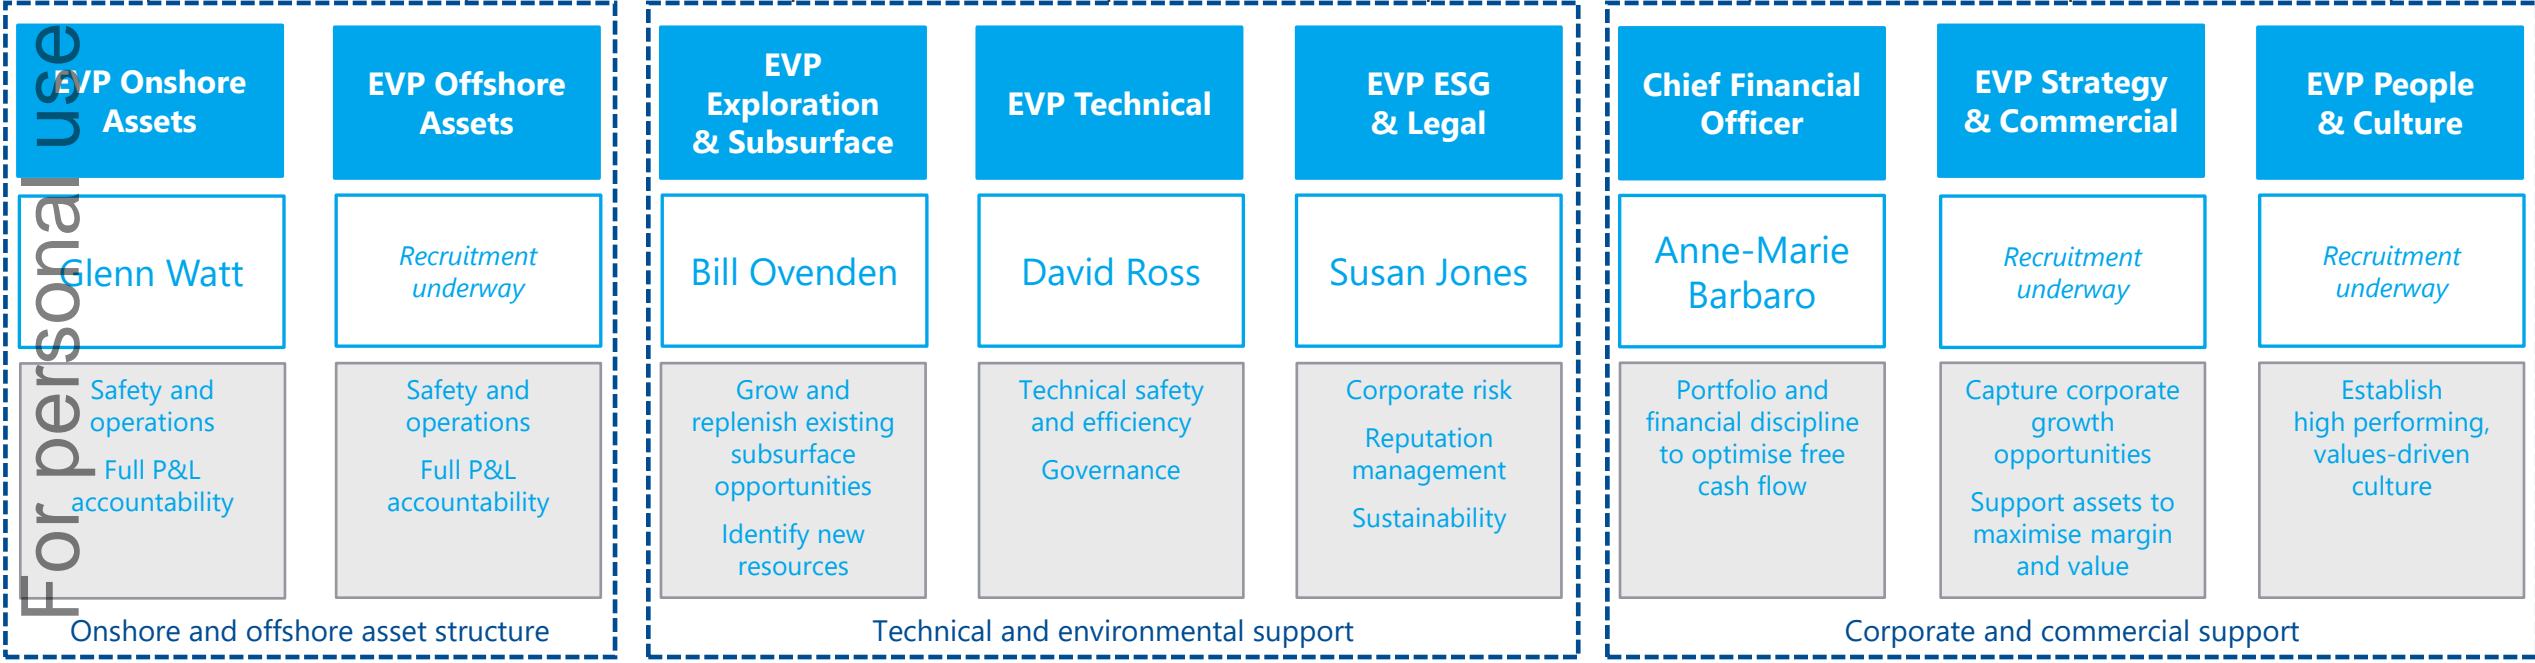 For personal use
EVP Onshore
Assets
Glenn Watt
Safety and
operations
Full P&L
accountability
EVP Offshore
Assets
Recruitment
underway
Safety and
operations
Full P&L
accountability
Onshore and offshore asset structure
EVP
Exploration
& Subsurface
Bill Ovenden
Grow and
replenish existing
subsurface
opportunities
Identify new
resources
EVP Technical
David Ross
Technical safety
and efficiency
Governance
EVP ESG
& Legal
Susan Jones
Corporate risk
Reputation
management
Sustainability
Technical and environmental support
Chief Financial
Officer
Anne-Marie
Barbaro
Portfolio and
financial discipline
to optimise free
cash flow
EVP Strategy
& Commercial
Recruitment
underway
Capture corporate
growth
opportunities
Support assets to
maximise margin
and value
EVP People
& Culture
Recruitment
underway
Establish
high performing,
values-driven
culture
Corporate and commercial support